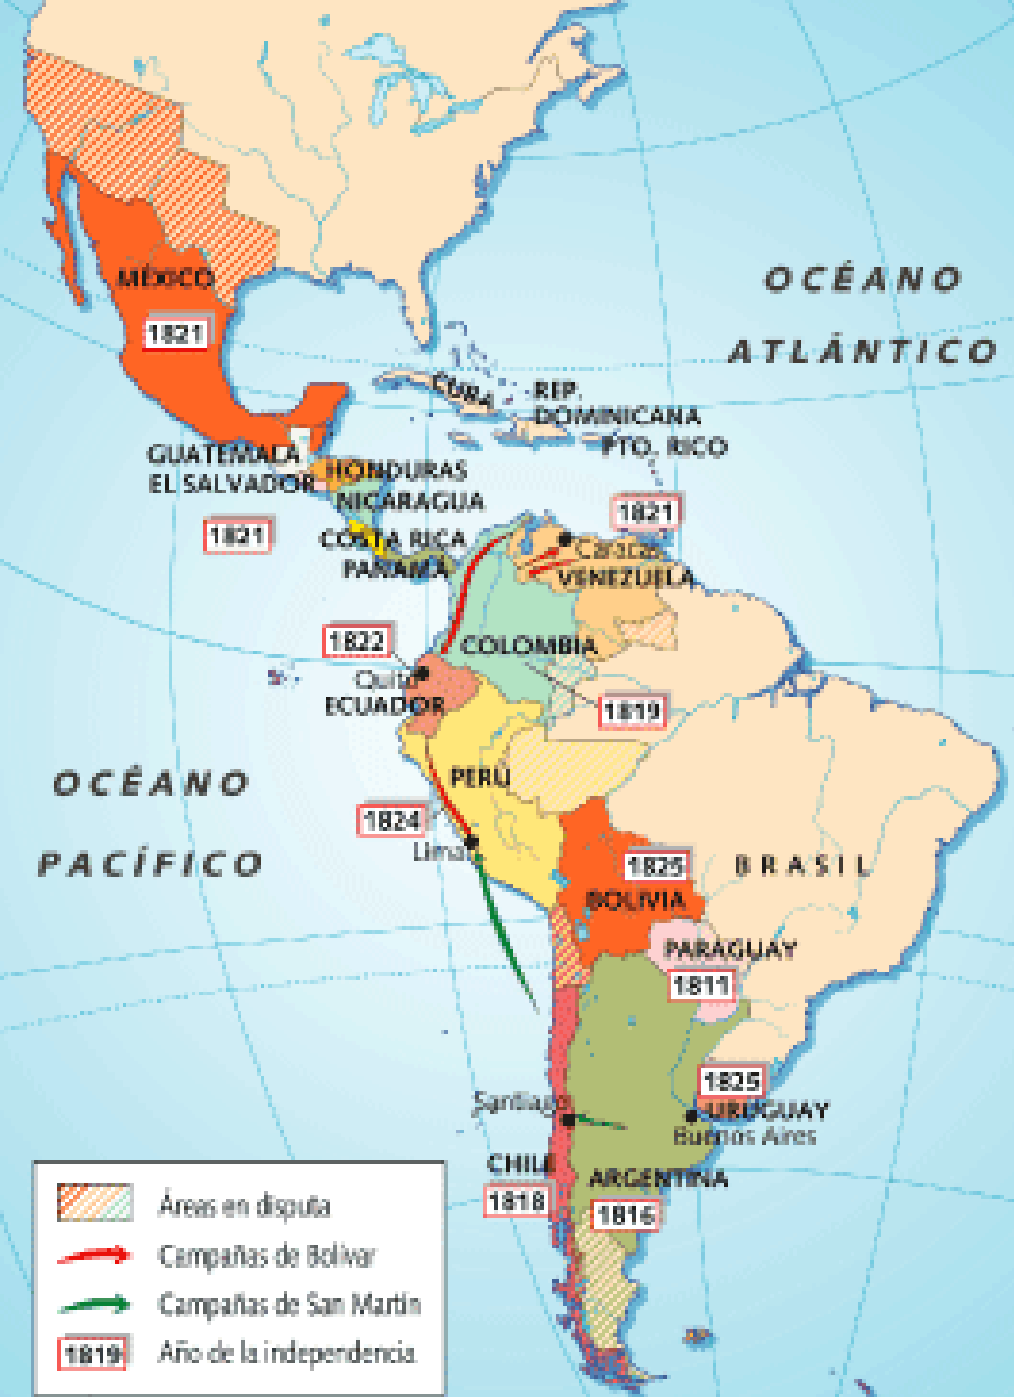 MÉXICO
1821
OCÉANO
ATLÁNTICO
CUBA
REP.
DOMINICANA
PTO. RICO
GUATEMALA
EL SALVADOR
HONDURAS
NICARAGUA
1821
1821
COSTA RICA
PANAMÁ
Caracas
VENEZUELA
1822
COLOMBIA
Quito
ECUADOR
1819
OCÉANO
PACÍFICO
PERÚ
1824
Lima
1825
BOLIVIA
BRASIL
PARAGUAY
1811
1825
Santiago
URUGUAY
Buenos Aires
CHILE
1818
ARGENTINA
1816
Áreas en disputa
Campañas de Bolívar
Campañas de San Martín
1819
Año de la independencia